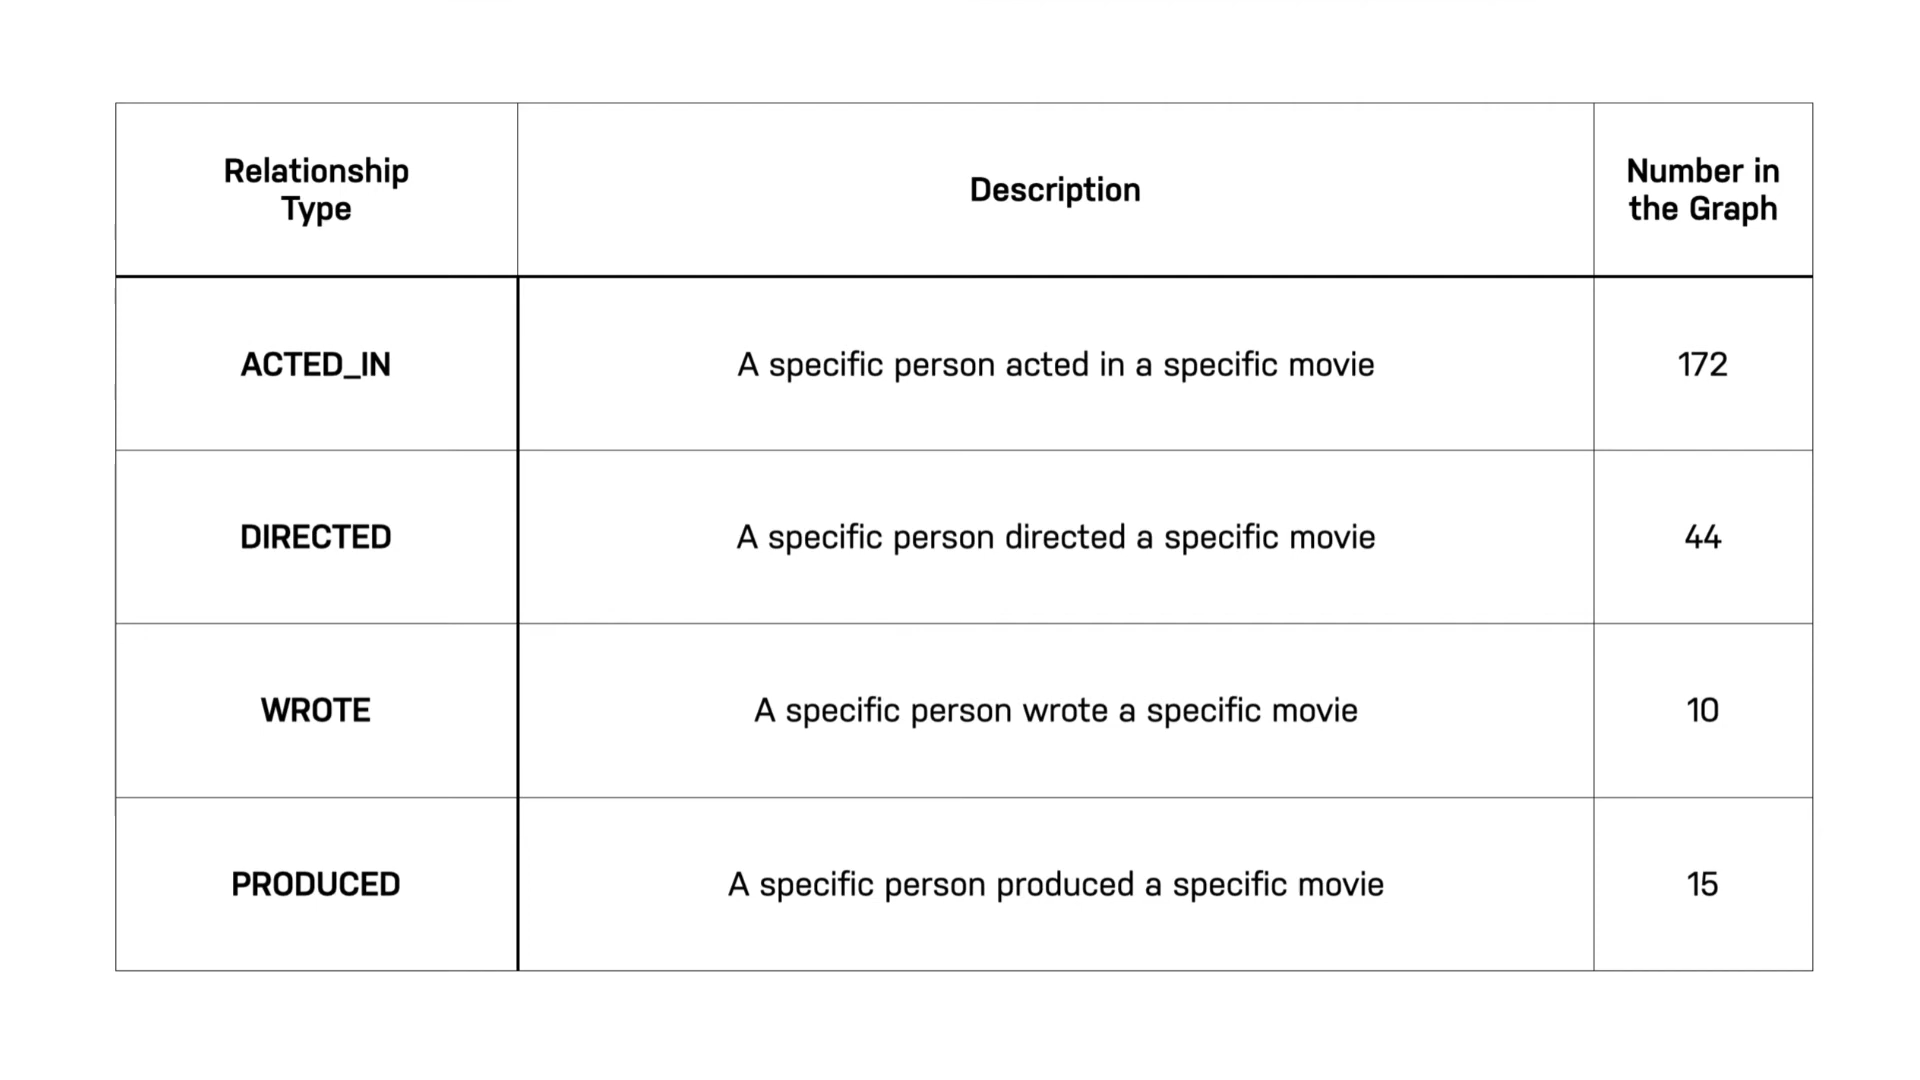 Relationship
Type
Description
Number in
the Graph
ACTED_IN
A specific person acted in a specific movie
172
DIRECTED
A specific person directed a specific movie
44
WROTE
A specific person wrote a specific movie
10
PRODUCED
A specific person produced a specific movie
15